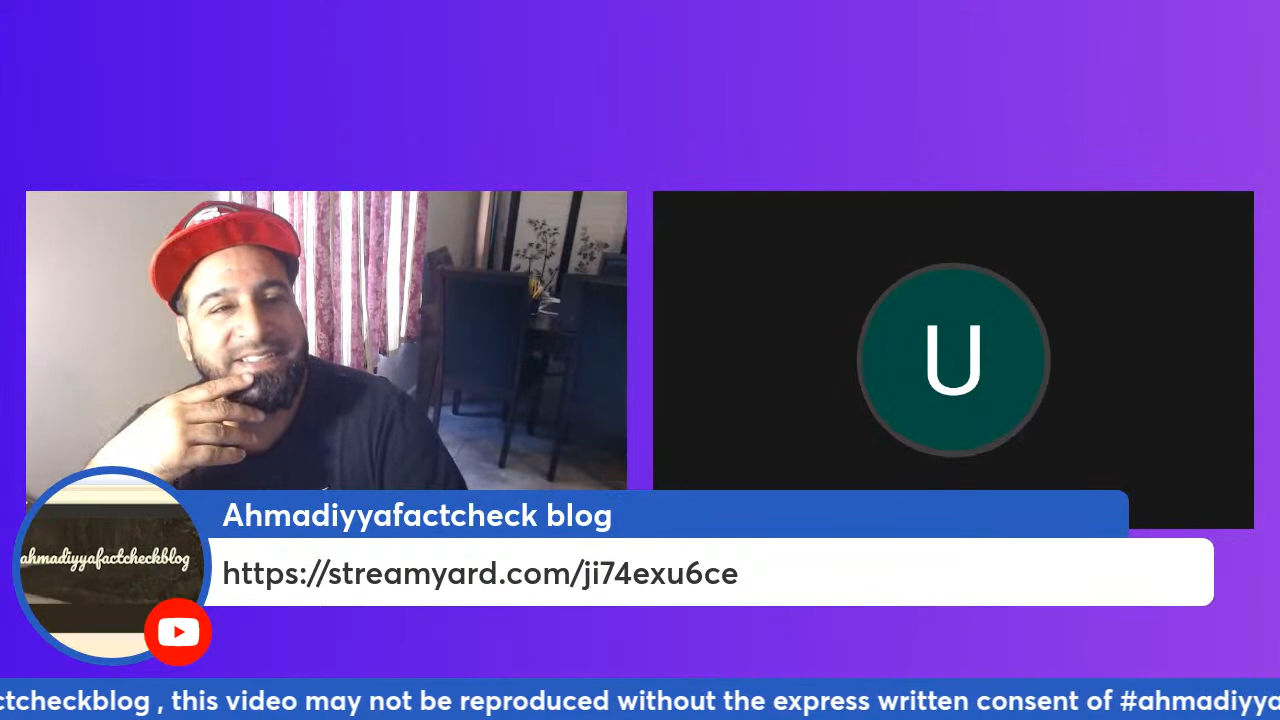 U
Ahmadiyyafactcheck blog
https://streamyard.com/ji74exu6ce
ahmadiyyafactcheckblog
ctcheckblog , this video may not be reproduced without the express written consent of #ahmadiyya